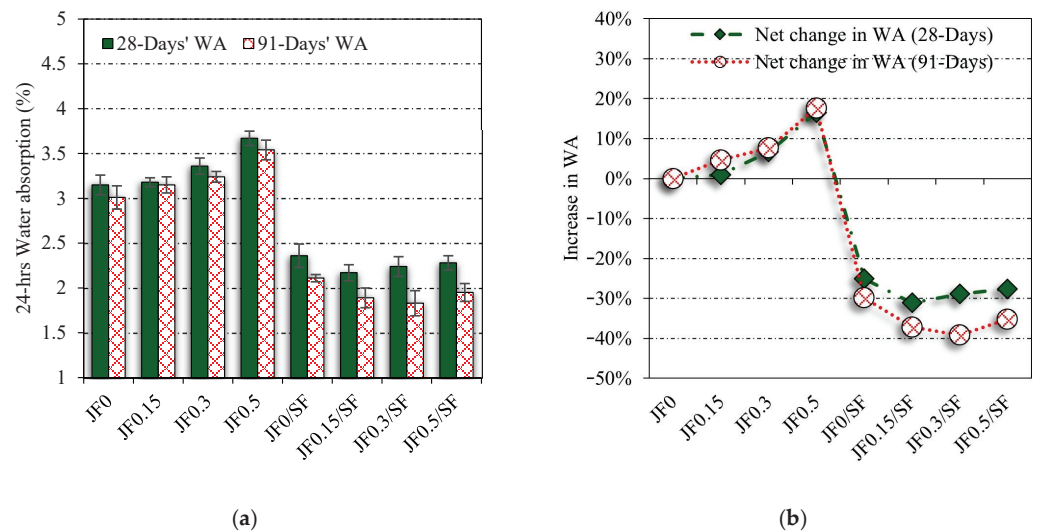 5
4.5
4
3.5
3
2.5
2
1.5
1
24-hrs Water absorption (%)
28-Days' WA
91-Days' WA
JF0
JF0.15
JF0.3
JF0.5
JF0/SF
JF0.15/SF
JF0.3/SF
JF0.5/SF
(a)
40%
30%
20%
10%
0%
-10%
-20%
-30%
-40%
-50%
Increase in WA
Net change in WA (28-Days)
Net change in WA (91-Days)
JF0
JF0.15
JF0.3
JF0.5
JF0/SF
JF0.15/SF
JF0.3/SF
JF0.5/SF
(b)